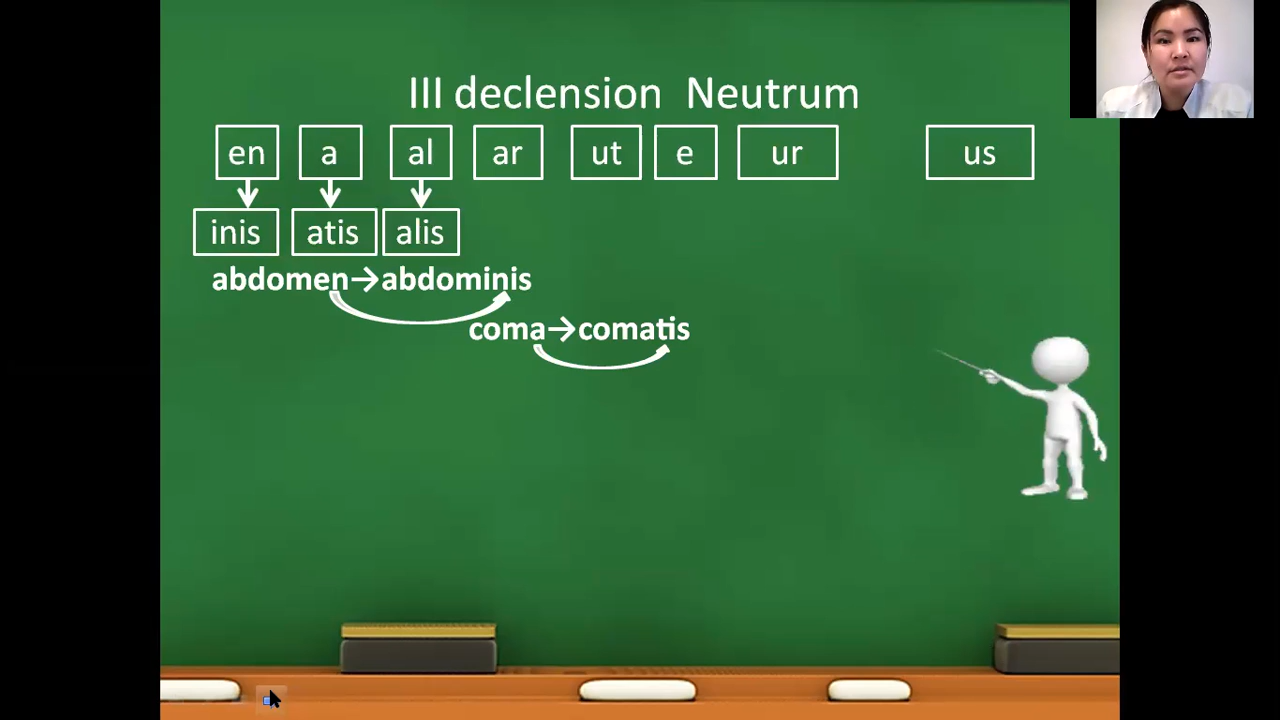 III declension Neutrum
en a al ar ut e ur us
inis atis alis
abdomen→abdominis
coma→comatis